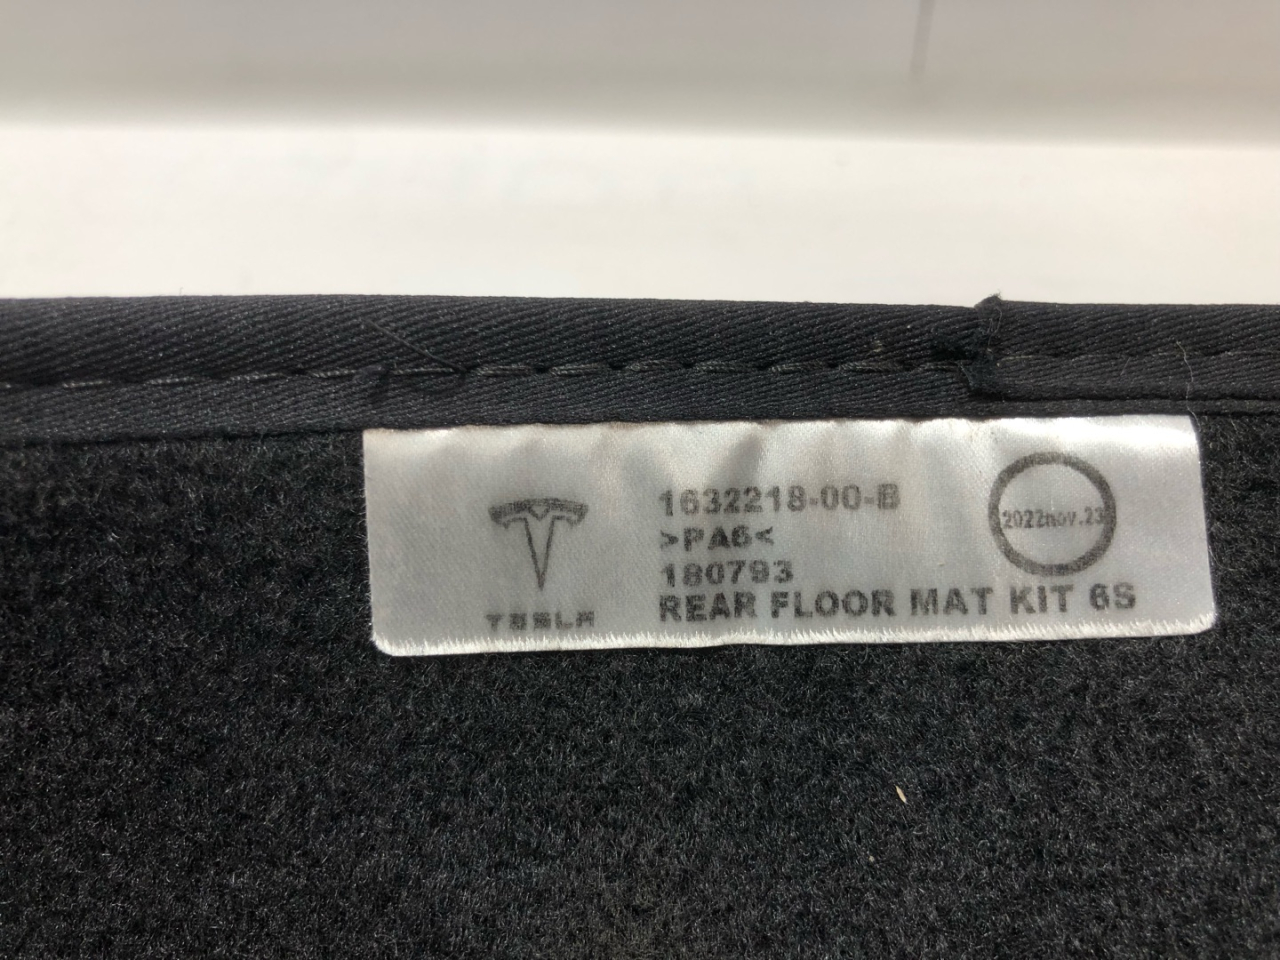 1632218-00-B
>PA6<
180793
REAR FLOOR MAT KIT 6S
TESLA
2022nov.23